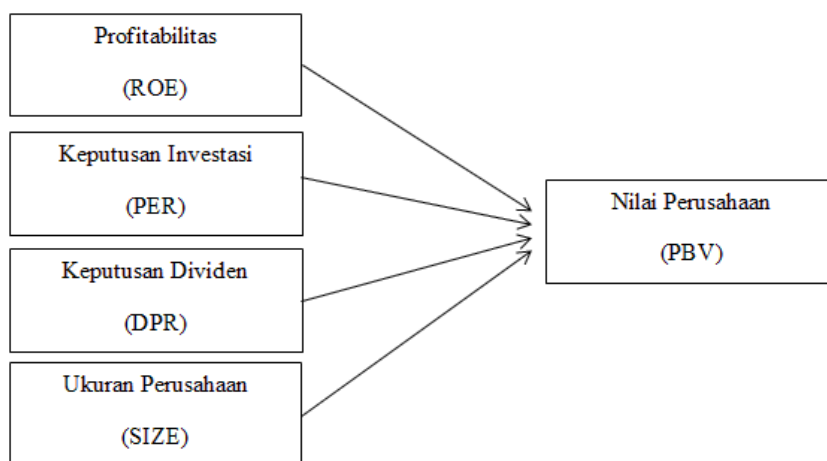 Profitabilitas
(ROE)
Keputusan Investasi
(PER)
Keputusan Dividen
(DPR)
Ukuran Perusahaan
(SIZE)
Nilai Perusahaan
(PBV)